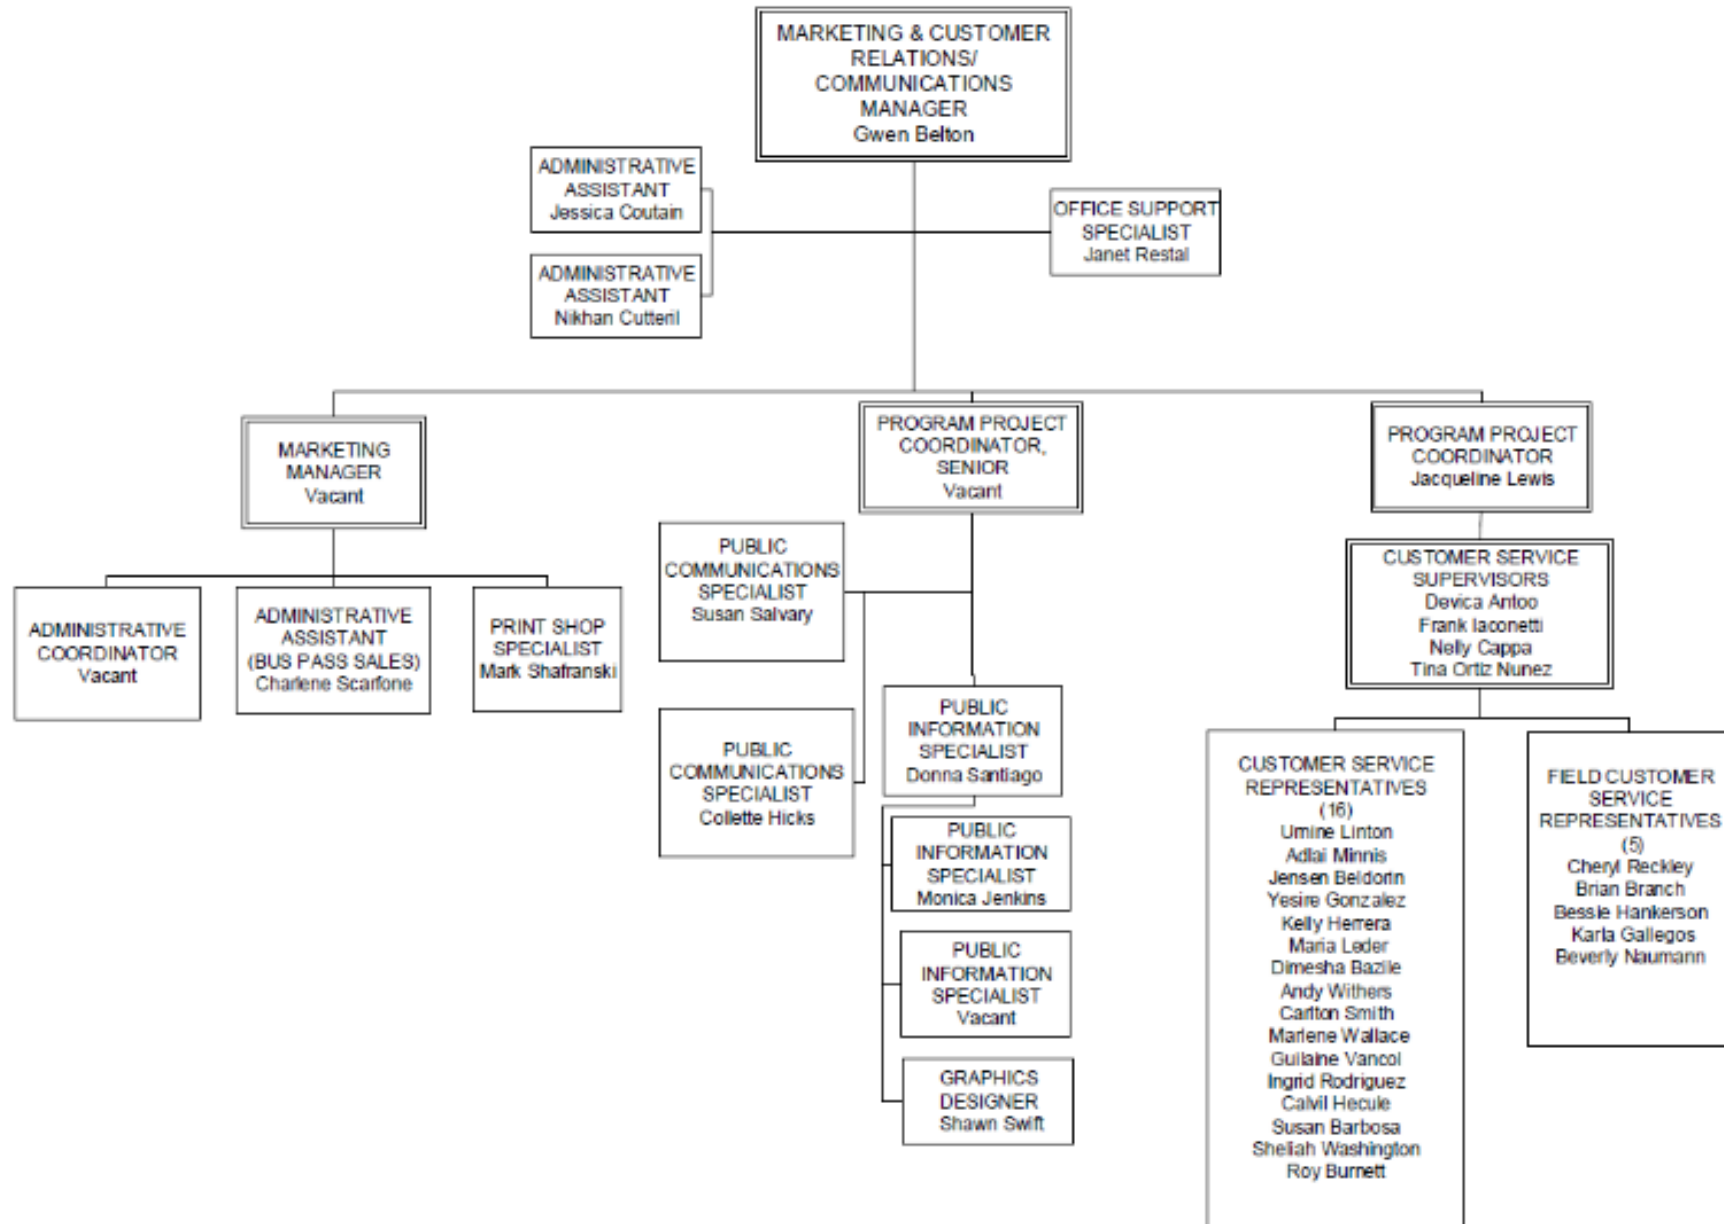 MARKETING & CUSTOMER
RELATIONS/
COMMUNICATIONS
MANAGER
Gwen Belton
ADMINISTRATIVE
ASSISTANT
Jessica Coutain
OFFICE SUPPORT
SPECIALIST
Janet Restal
ADMINISTRATIVE
ASSISTANT
Nikhan Cutteril
MARKETING
MANAGER
Vacant
PROGRAM PROJECT
COORDINATOR,
SENIOR
Vacant
PROGRAM PROJECT
COORDINATOR
Jacqueline Lewis
ADMINISTRATIVE
COORDINATOR
Vacant
ADMINISTRATIVE
ASSISTANT
(BUS PASS SALES)
Charlene Scarfone
PRINT SHOP
SPECIALIST
Mark Shafranski
PUBLIC
COMMUNICATIONS
SPECIALIST
Susan Salvary
PUBLIC
COMMUNICATIONS
SPECIALIST
Collette Hicks
PUBLIC
INFORMATION
SPECIALIST
Donna Santiago
PUBLIC
INFORMATION
SPECIALIST
Monica Jenkins
PUBLIC
INFORMATION
SPECIALIST
Vacant
GRAPHICS
DESIGNER
Shawn Swift
CUSTOMER SERVICE
SUPERVISORS
Devica Antoo
Frank Iaconetti
Nelly Cappa
Tina Ortiz Nunez
CUSTOMER SERVICE
REPRESENTATIVES
(16)
Umine Linton
Adlai Minnis
Jensen Beldorin
Yesire Gonzalez
Kelly Herrera
Maria Leder
Dimesha Bazile
Andy Withers
Carlton Smith
Marlene Wallace
Guilaine Vancol
Ingrid Rodriguez
Calvil Hecule
Susan Barbosa
Sheliah Washington
Roy Burnett
FIELD CUSTOMER
SERVICE
REPRESENTATIVES
(5)
Cheryl Reckley
Brian Branch
Bessie Hankerson
Karla Gallegos
Beverly Naumann